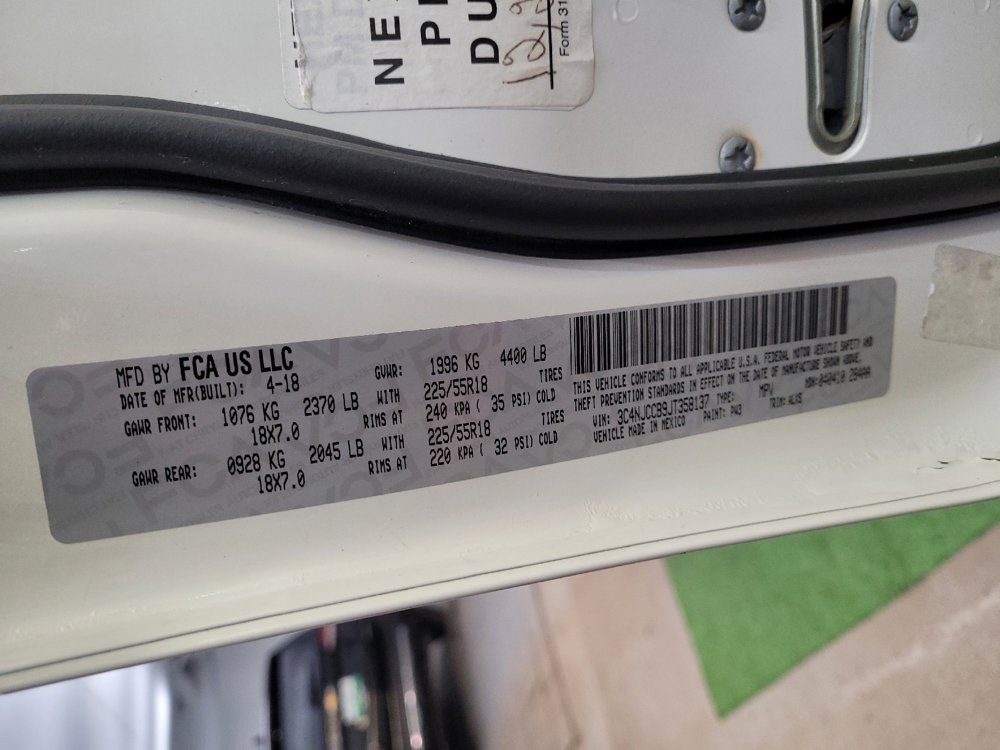 NE
P
DU
Form 31
MFD BY FCA US LLC
DATE OF MFR(BUILT): 4-18
GVWR: 1996 KG 4400 LB
GAWR FRONT: 1076 KG 2370 LB WITH 225/55R18 TIRES
18X7.0 RIMS AT 240 KPA ( 35 PSI) COLD
GAWR REAR: 0928 KG 2045 LB WITH 225/55R18 TIRES
18X7.0 RIMS AT 220 KPA ( 32 PSI) COLD
THIS VEHICLE CONFORMS TO ALL APPLICABLE U.S.A. FEDERAL MOTOR VEHICLE SAFETY AND
THEFT PREVENTION STANDARDS IN EFFECT ON THE DATE OF MANUFACTURE SHOWN ABOVE.
VIN: 3C4NJCCB9JT358137 TYPE: MPV MDH: 040410 284AAA
VEHICLE MADE IN MEXICO PAINT: PW3 TRIM: